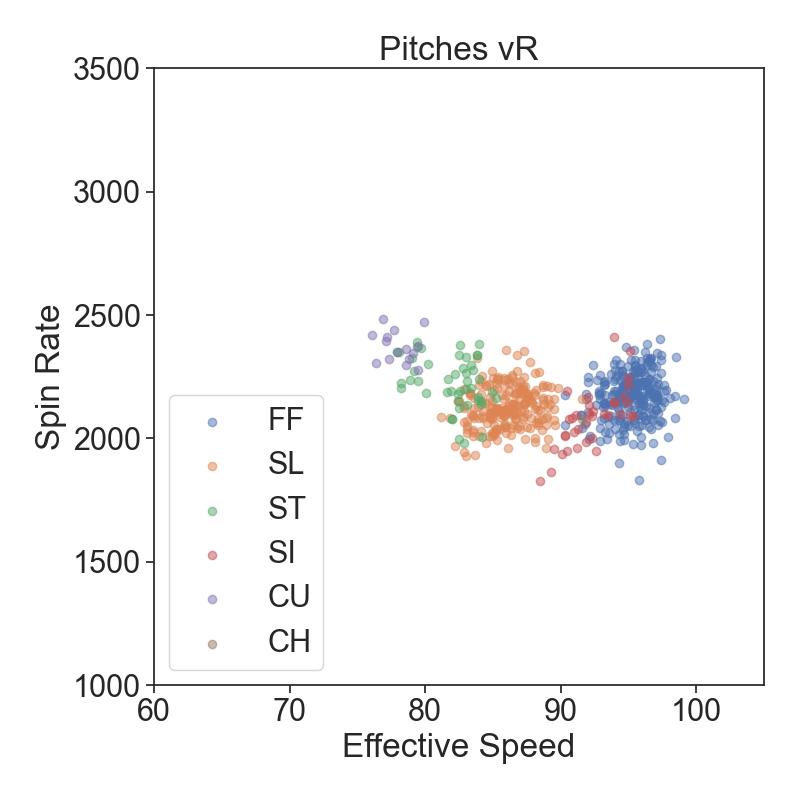 Pitches vR
3500
3000
2500
2000
1500
1000
Spin Rate
FF
SL
ST
SI
CU
CH
60 70 80 90 100
Effective Speed